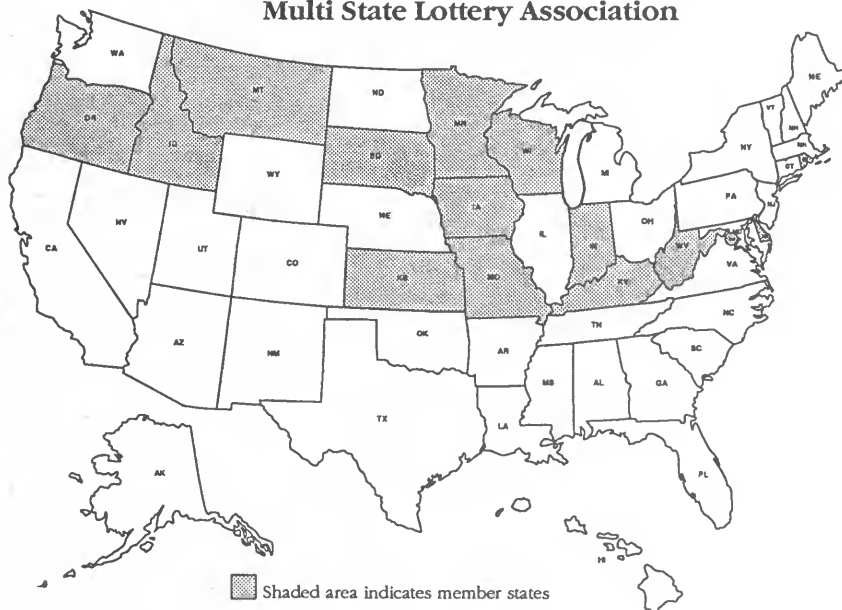 Multi State Lottery Association
WA
MT
ND
MN
OR
ID
SD
WI
WY
MI
NY
VT
NH
ME
CT
PA
NJ
IA
NE
NV
UT
CO
CA
IL
IN
OH
WV
VA
KS
MO
KY
NC
TN
AZ
NM
OK
AR
SC
MS
AL
GA
TX
LA
FL
AK
HI
Shaded area indicates member states